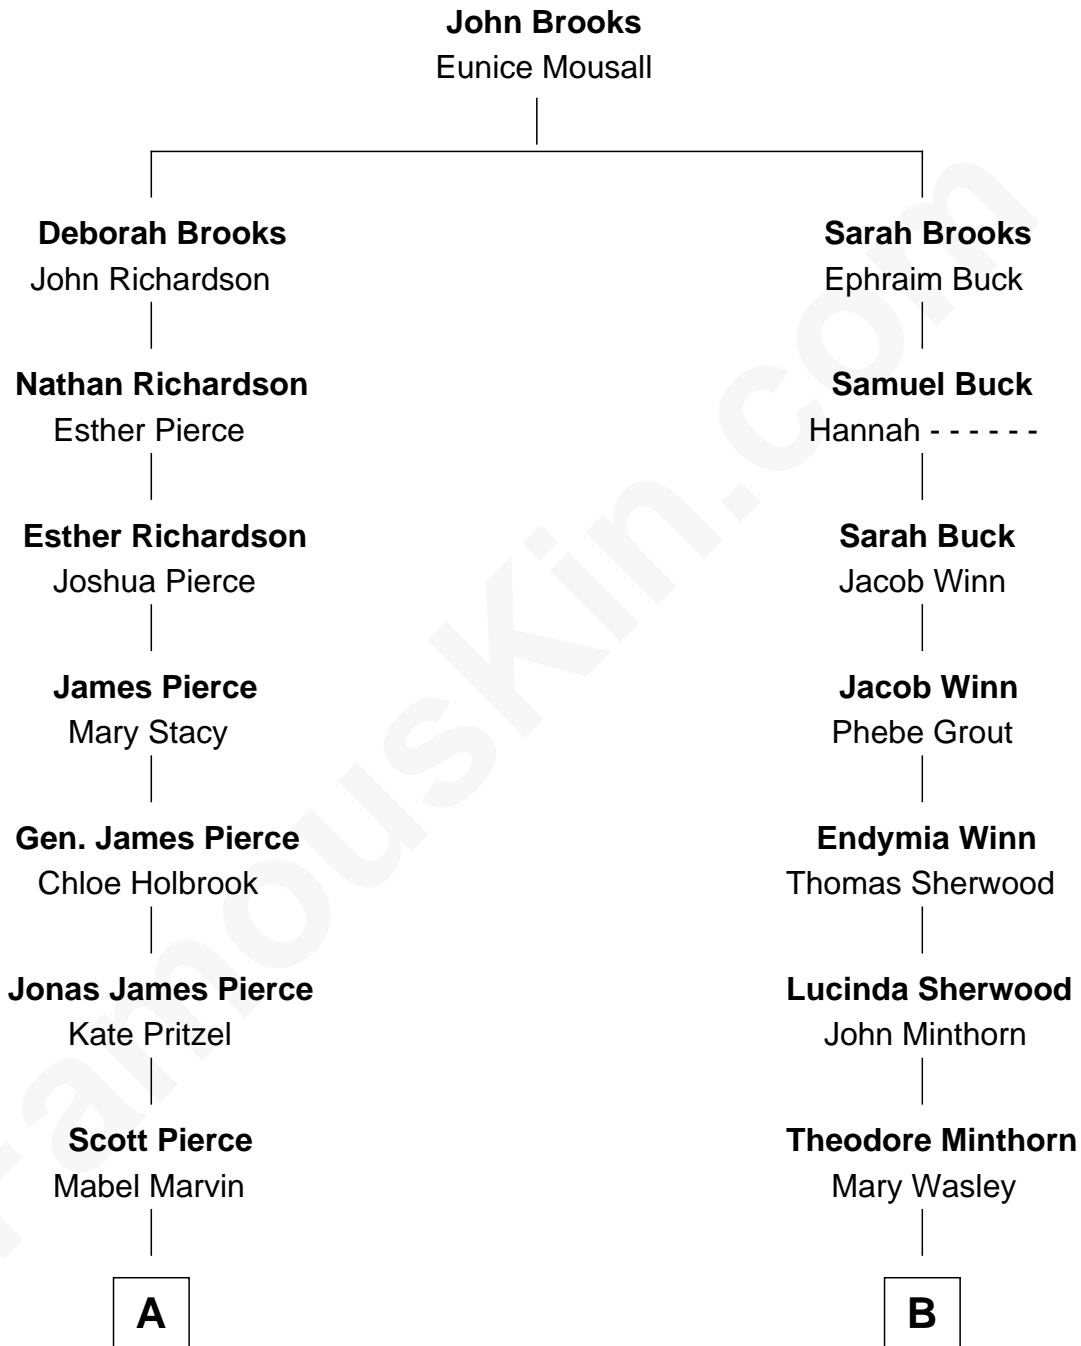 John Brooks
Eunice Mousall
Deborah Brooks
John Richardson
Sarah Brooks
Ephraim Buck
Nathan Richardson
Esther Pierce
Samuel Buck
Hannah - - - - - -
Esther Richardson
Joshua Pierce
Sarah Buck
Jacob Winn
James Pierce
Mary Stacy
Jacob Winn
Phebe Grout
Gen. James Pierce
Chloe Holbrook
Endymia Winn
Thomas Sherwood
Jonas James Pierce
Kate Pritzel
Lucinda Sherwood
John Minthorn
Scott Pierce
Mabel Marvin
Theodore Minthorn
Mary Wasley
A
B
FamousKin.com